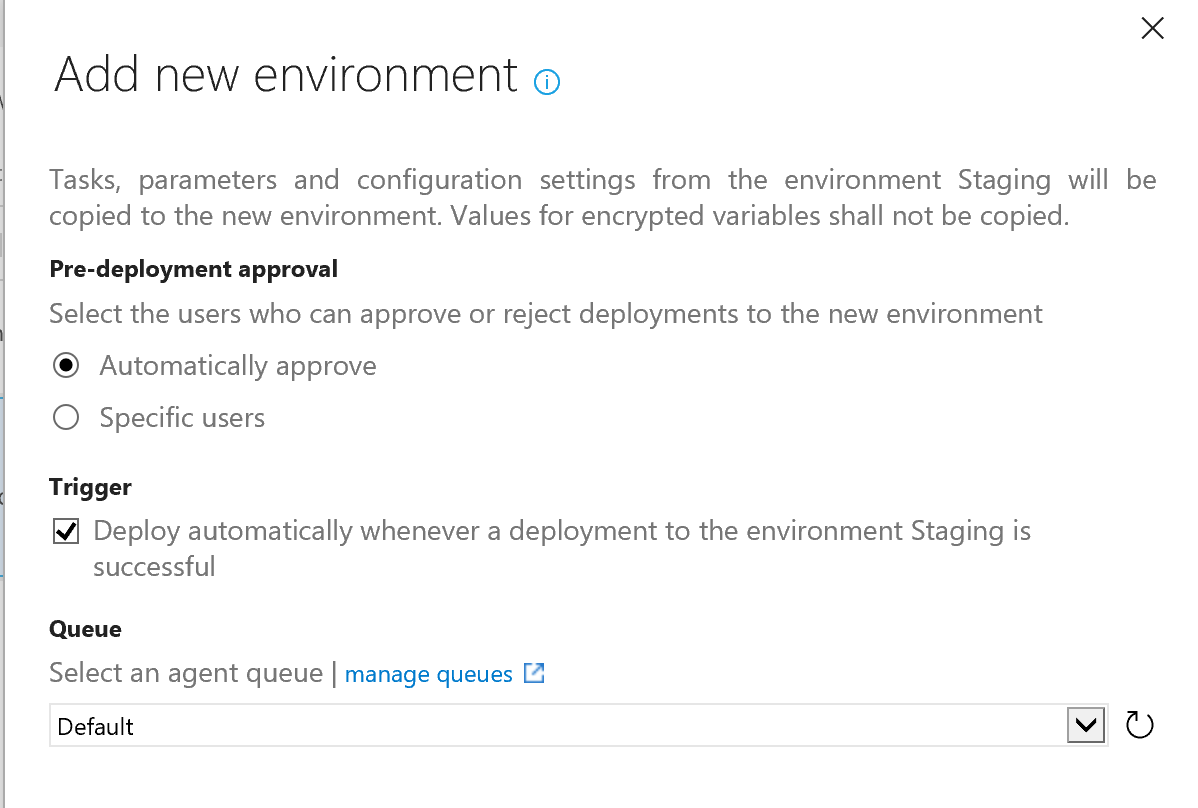 Add new environment
Tasks, parameters and configuration settings from the environment Staging will be
copied to the new environment. Values for encrypted variables shall not be copied.
Pre-deployment approval
Select the users who can approve or reject deployments to the new environment
Automatically approve
Specific users
Trigger
Deploy automatically whenever a deployment to the environment Staging is
successful
Queue
Select an agent queue | manage queues
Default